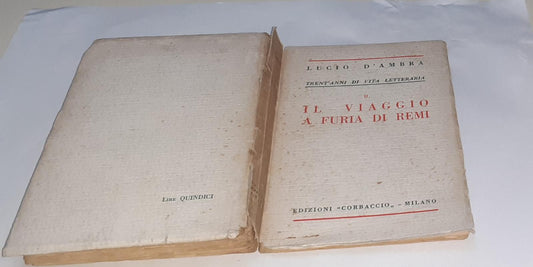 LIRE QUINDICI
LUCIO D'AMBRA
TRENT'ANNI DI VITA LETTERARIA
II.
IL VIAGGIO
A FURIA DI REMI
EDIZIONI "CORBACCIO„ - MILANO